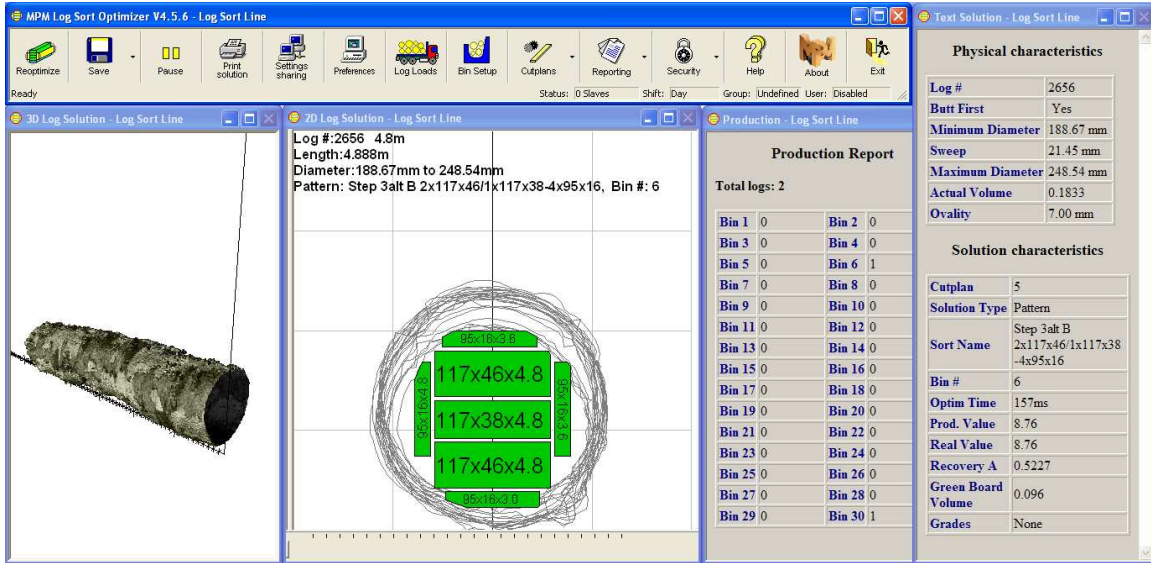 MPM Log Sort Optimizer V4.5.6 - Log Sort Line
Reoptimize
Save
Pause
Print
solution
Settings
sharing
Preferences
Log Loads
Bin Setup
Cutplans
Reporting
Security
Help
About
Exit
Ready
Status: 0 Slaves Shift: Day Group: Undefined User: Disabled
3D Log Solution - Log Sort Line
2D Log Solution - Log Sort Line
Log #:2656 4.8m
Length:4.888m
Diameter:188.67mm to 248.54mm
Pattern: Step 3alt B 2x117x46/1x117x38-4x95x16, Bin #: 6
95x16x3.6
117x46x4.8
95x16x4.8
117x38x4.8
95x16x3.6
117x46x4.8
95x16x3.0
Production - Log Sort Line
Production Report
Total logs: 2
Bin 1 0 Bin 2 0
Bin 3 0 Bin 4 0
Bin 5 0 Bin 6 1
Bin 7 0 Bin 8 0
Bin 9 0 Bin 10 0
Bin 11 0 Bin 12 0
Bin 13 0 Bin 14 0
Bin 15 0 Bin 16 0
Bin 17 0 Bin 18 0
Bin 19 0 Bin 20 0
Bin 21 0 Bin 22 0
Bin 23 0 Bin 24 0
Bin 25 0 Bin 26 0
Bin 27 0 Bin 28 0
Bin 29 0 Bin 30 1
Text Solution - Log Sort Line
Physical characteristics
Log # 2656
Butt First Yes
Minimum Diameter 188.67 mm
Sweep 21.45 mm
Maximum Diameter 248.54 mm
Actual Volume 0.1833
Ovality 7.00 mm
Solution characteristics
Cutplan 5
Solution Type Pattern
Sort Name Step 3alt B
2x117x46/1x117x38
-4x95x16
Bin # 6
Optim Time 157ms
Prod. Value 8.76
Real Value 8.76
Recovery A 0.5227
Green Board
Volume 0.096
Grades None